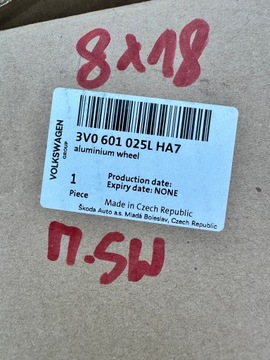 8x18
VOLKSWAGEN
GROUP
3V0 601 025L HA7
aluminium wheel
1
Piece
Production date:
Expiry date: NONE
Made in Czech Republic
Škoda Auto a.s. Mladá Boleslav, Czech Republic
П.SW